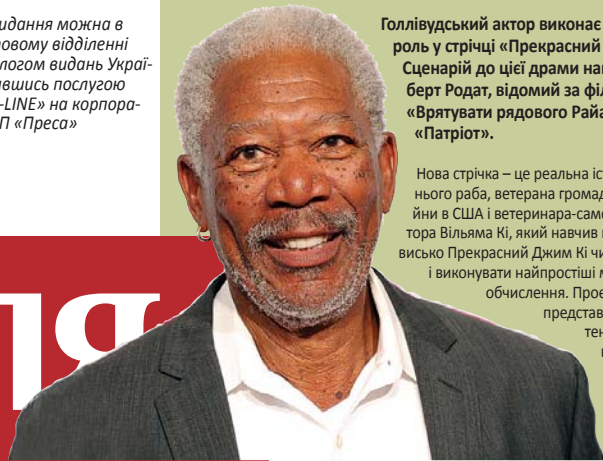 идання можна в
овому відділенні
логом видань Украї-
вшись послугою
-LINE» на корпора-
П «Преса»
ля
Голлівудський актор виконає
роль у стрічці «Прекрасний
Сценарій до цієї драми на
берт Родат, відомий за філ
«Врятувати рядового Райа
«Патріот».
Нова стрічка – це реальна іс
нього раба, ветерана громад
йни в США і ветеринара-само
тора Вільяма Кі, який навчив
висько Прекрасний Джим Кі чи
і виконувати найпростіші м
обчислення. Проє
представ
тен